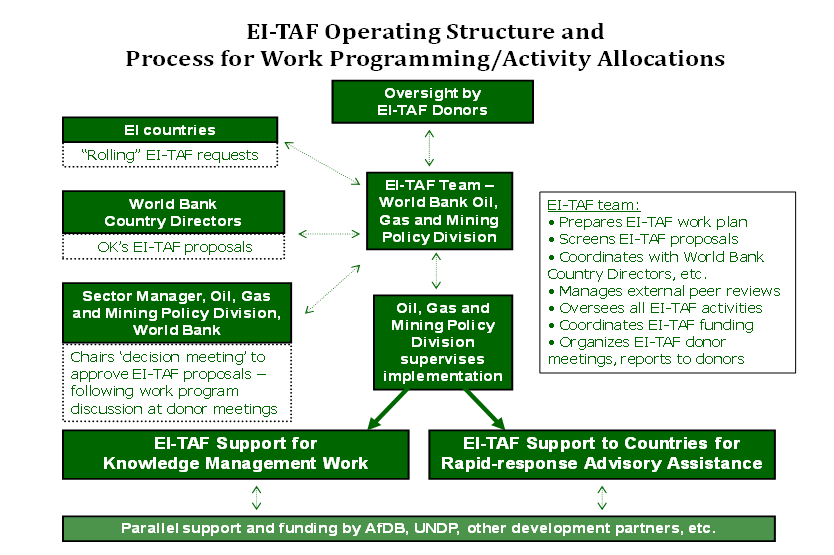 EI-TAF Operating Structure and
Process for Work Programming/Activity Allocations
Oversight by
EI-TAF Donors
EI countries
“Rolling” EI-TAF requests
World Bank
Country Directors
OK’s EI-TAF proposals
Sector Manager, Oil, Gas
and Mining Policy Division,
World Bank
Chairs ‘decision meeting’ to
approve EI-TAF proposals –
following work program
discussion at donor meetings
EI-TAF Team –
World Bank Oil,
Gas and Mining
Policy Division
Oil, Gas and
Mining Policy
Division
supervises
implementation
EI-TAF team:
• Prepares EI-TAF work plan
• Screens EI-TAF proposals
• Coordinates with World Bank
Country Directors, etc.
• Manages external peer reviews
• Oversees all EI-TAF activities
• Coordinates EI-TAF funding
• Organizes EI-TAF donor
meetings, reports to donors
EI-TAF Support for
Knowledge Management Work
EI-TAF Support to Countries for
Rapid-response Advisory Assistance
Parallel support and funding by AfDB, UNDP, other development partners, etc.